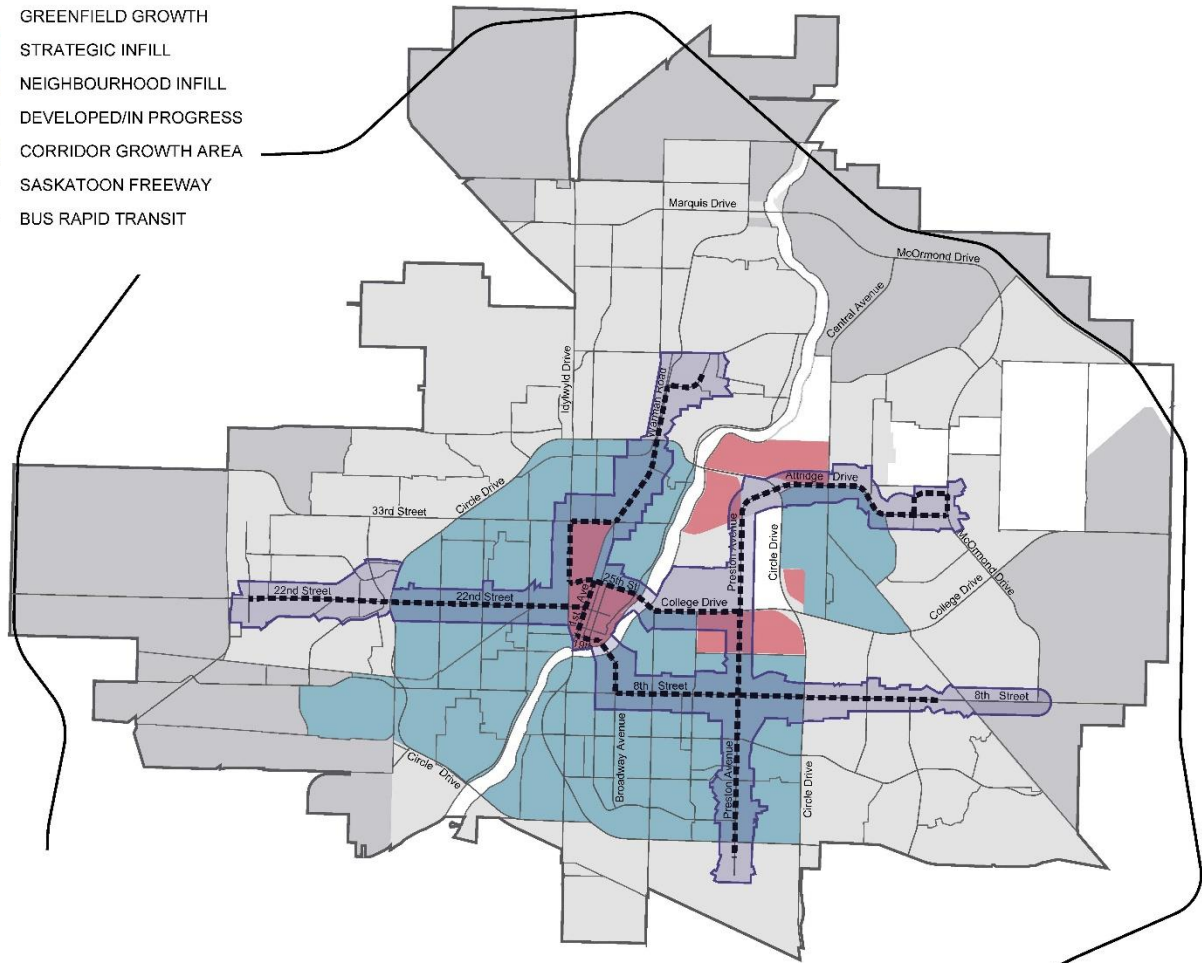 GREENFIELD GROWTH
STRATEGIC INFILL
NEIGHBOURHOOD INFILL
DEVELOPED/IN PROGRESS
CORRIDOR GROWTH AREA
SASKATOON FREEWAY
BUS RAPID TRANSIT
Marquis Drive
McOrmond Drive
Central Avenue
Idylwyld Drive
Warman Road
Circle Drive
33rd Street
Attridge Drive
Preston Avenue
Circle Drive
McOrmond Drive
College Drive
22nd Street
22nd Street
1st Ave
25th St
College Drive
19th
8th Street
8th Street
Broadway Avenue
Circle Drive
Preston Avenue
Circle Drive